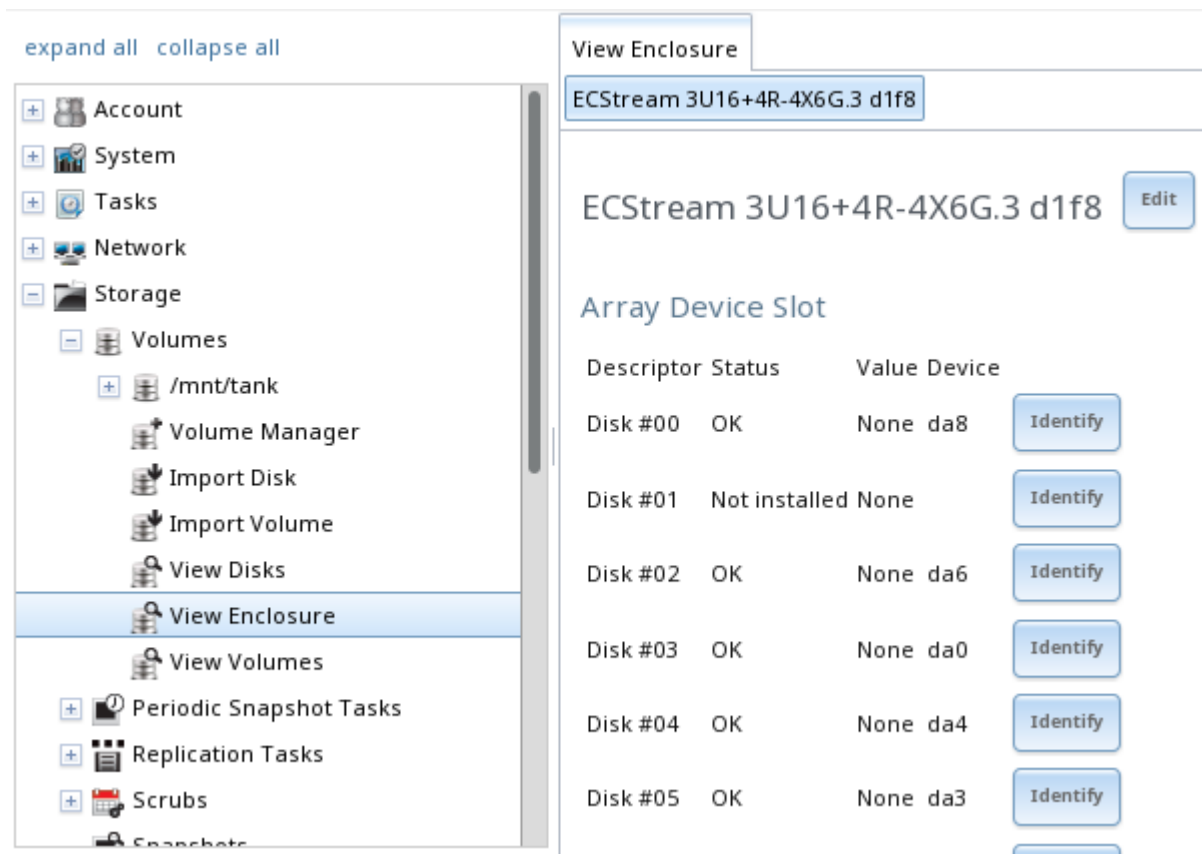 expand all collapse all
Account
System
Tasks
Network
Storage
Volumes
/mnt/tank
Volume Manager
Import Disk
Import Volume
View Disks
View Enclosure
View Volumes
Periodic Snapshot Tasks
Replication Tasks
Scrubs
Snapshots
View Enclosure
ECStream 3U16+4R-4X6G.3 d1f8
ECStream 3U16+4R-4X6G.3 d1f8 Edit
Array Device Slot
Descriptor Status Value Device
Disk #00 OK None da8 Identify
Disk #01 Not installed None Identify
Disk #02 OK None da6 Identify
Disk #03 OK None da0 Identify
Disk #04 OK None da4 Identify
Disk #05 OK None da3 Identify